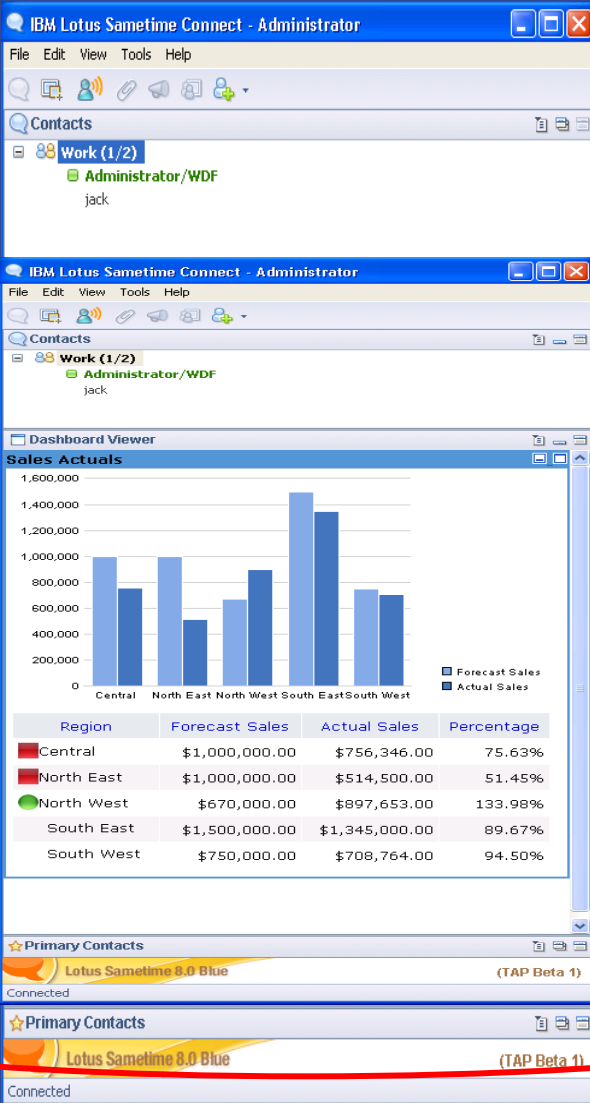 IBM Lotus Sametime Connect - Administrator
File Edit View Tools Help
Contacts
Work (1/2)
Administrator/WDF
jack
IBM Lotus Sametime Connect - Administrator
File Edit View Tools Help
Contacts
Work (1/2)
Administrator/WDF
jack
Dashboard Viewer
Sales Actuals
1,600,000
1,400,000
1,200,000
1,000,000
800,000
600,000
400,000
200,000
0
Central North East North West South East South West
Forecast Sales
Actual Sales
Region Forecast Sales Actual Sales Percentage
Central $1,000,000.00 $756,346.00 75.63%
North East $1,000,000.00 $514,500.00 51.45%
North West $670,000.00 $897,653.00 133.98%
South East $1,500,000.00 $1,345,000.00 89.67%
South West $750,000.00 $708,764.00 94.50%
Primary Contacts
Lotus Sametime 8.0 Blue (TAP Beta 1)
Connected
Primary Contacts
Lotus Sametime 8.0 Blue (TAP Beta 1)
Connected